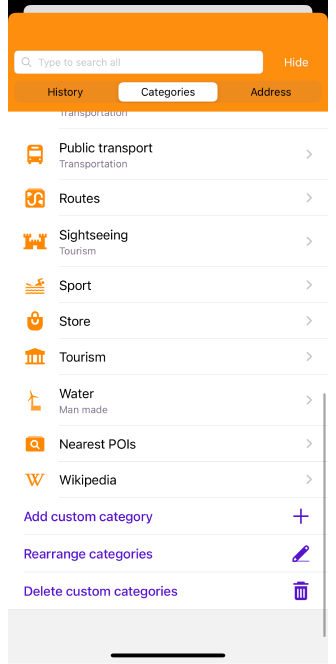 Type to search all
Hide
History
Categories
Address
Transportation
Public transport
Transportation
Routes
Sightseeing
Tourism
Sport
Store
Tourism
Water
Man made
Nearest POIs
Wikipedia
Add custom category
Rearrange categories
Delete custom categories